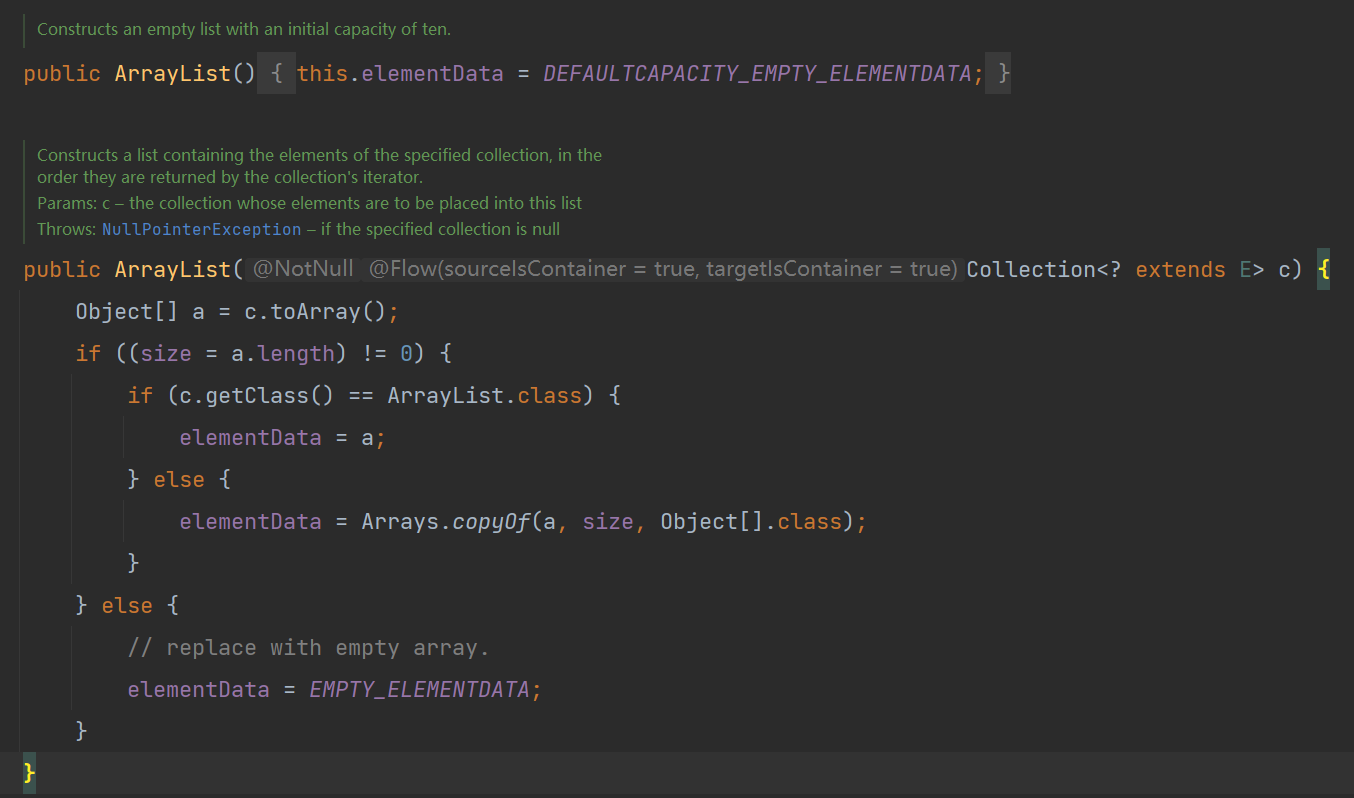 Constructs an empty list with an initial capacity of ten.
public ArrayList() { this.elementData = DEFAULTCAPACITY_EMPTY_ELEMENTDATA; }
Constructs a list containing the elements of the specified collection, in the
order they are returned by the collection's iterator.
Params: c – the collection whose elements are to be placed into this list
Throws: NullPointerException – if the specified collection is null
public ArrayList( @NotNull @Flow(sourceIsContainer = true, targetIsContainer = true) Collection<? extends E> c) {
    Object[] a = c.toArray();
    if ((size = a.length) != 0) {
        if (c.getClass() == ArrayList.class) {
            elementData = a;
        } else {
            elementData = Arrays.copyOf(a, size, Object[].class);
        }
    } else {
        // replace with empty array.
        elementData = EMPTY_ELEMENTDATA;
    }
}